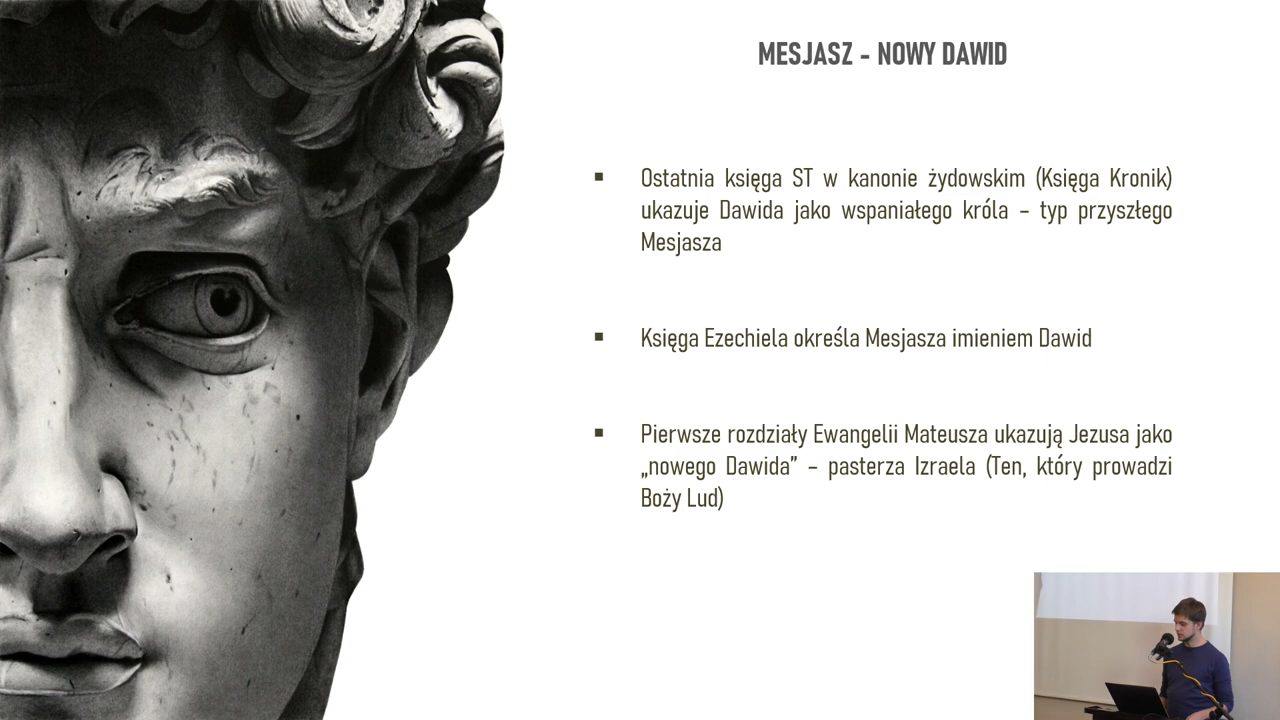 MESJASZ - NOWY DAWID
▪ Ostatnia księga ST w kanonie żydowskim (Księga Kronik)
ukazuje Dawida jako wspaniałego króla – typ przyszłego
Mesjasza
▪ Księga Ezechiela określa Mesjasza imieniem Dawid
▪ Pierwsze rozdziały Ewangelii Mateusza ukazują Jezusa jako
„nowego Dawida” – pasterza Izraela (Ten, który prowadzi
Boży Lud)